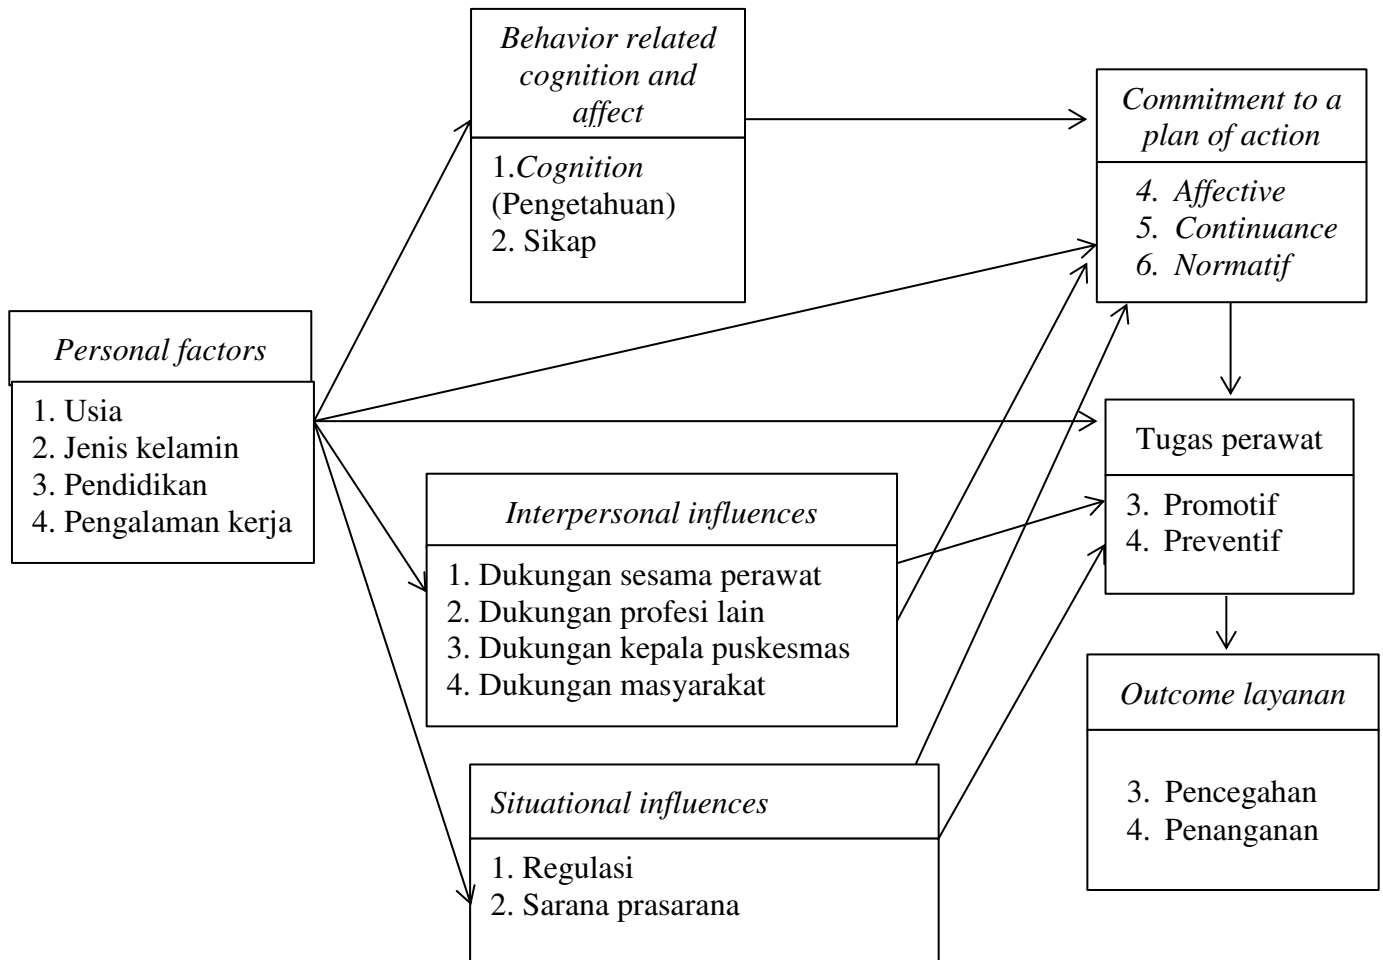 Behavior related
cognition and
affect
1.Cognition
(Pengetahuan)
2. Sikap
Commitment to a
plan of action
4. Affective
5. Continuance
6. Normatif
Personal factors
1. Usia
2. Jenis kelamin
3. Pendidikan
4. Pengalaman kerja
Interpersonal influences
1. Dukungan sesama perawat
2. Dukungan profesi lain
3. Dukungan kepala puskesmas
4. Dukungan masyarakat
Tugas perawat
3. Promotif
4. Preventif
Situational influences
1. Regulasi
2. Sarana prasarana
Outcome layanan
3. Pencegahan
4. Penanganan